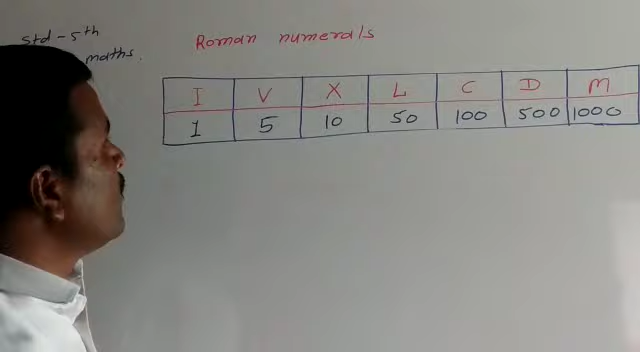 Std - 5th
maths.
Roman numerals
I V X L C D M
1 5 10 50 100 500 1000